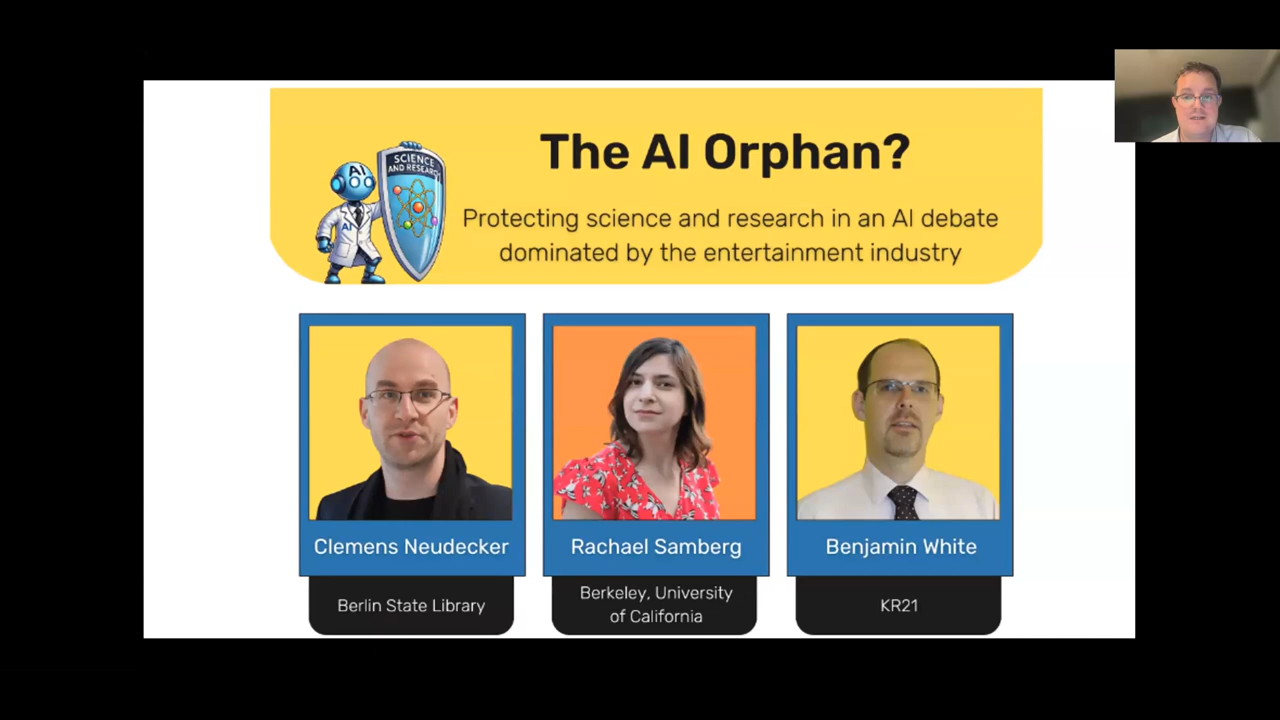 The AI Orphan?
Protecting science and research in an AI debate
dominated by the entertainment industry
AI
SCIENCE
AND RESEARCH
AI
Clemens Neudecker
Rachael Samberg
Benjamin White
Berlin State Library
Berkeley, University
of California
KR21